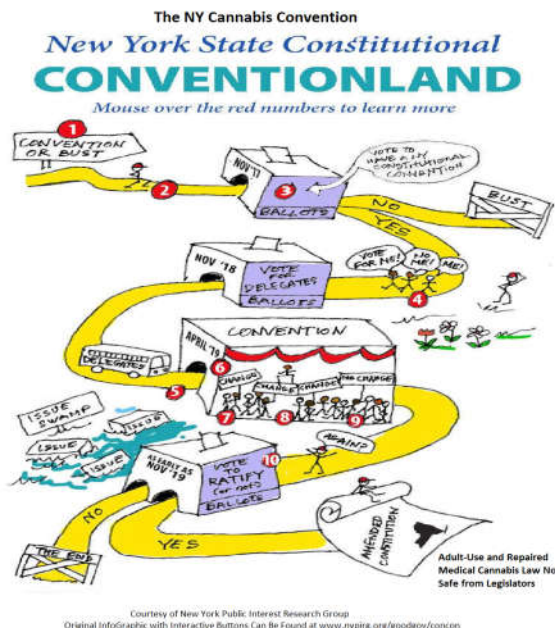 The NY Cannabis Convention
New York State Constitutional
CONVENTIONLAND
Mouse over the red numbers to learn more
1
CONVENTION
OR BUST
2
NOV.
3
BALLOTS
VOTE TO
HAVE A NY
CONSTITUTIONAL
CONVENTION
NO
BUST
YES
NOV '18
VOTE
FOR
DELEGATES
BALLOTS
VOTE
FOR ME!
NO
ME!
ME!
4
DELEGATES
5
CONVENTION
APRIL '19
6
CHANGE
CHANGE
CHANGE
NO CHANGE
7
8
9
ISSUE
SWAMP
ISSUE
ISSUE
ISSUE
AS EARLY AS
NOV '19
VOTE
TO
RATIFY
(or not)
BALLOTS
10
AGAIN?
NO
THE END
YES
AMENDED
CONSTITUTION
Adult-Use and Repaired
Medical Cannabis Law No
Safe from Legislators
Courtesy of New York Public Interest Research Group
Original InfoGraphic with Interactive Buttons Can Be Found at www.nypirg.org/goodgov/concon